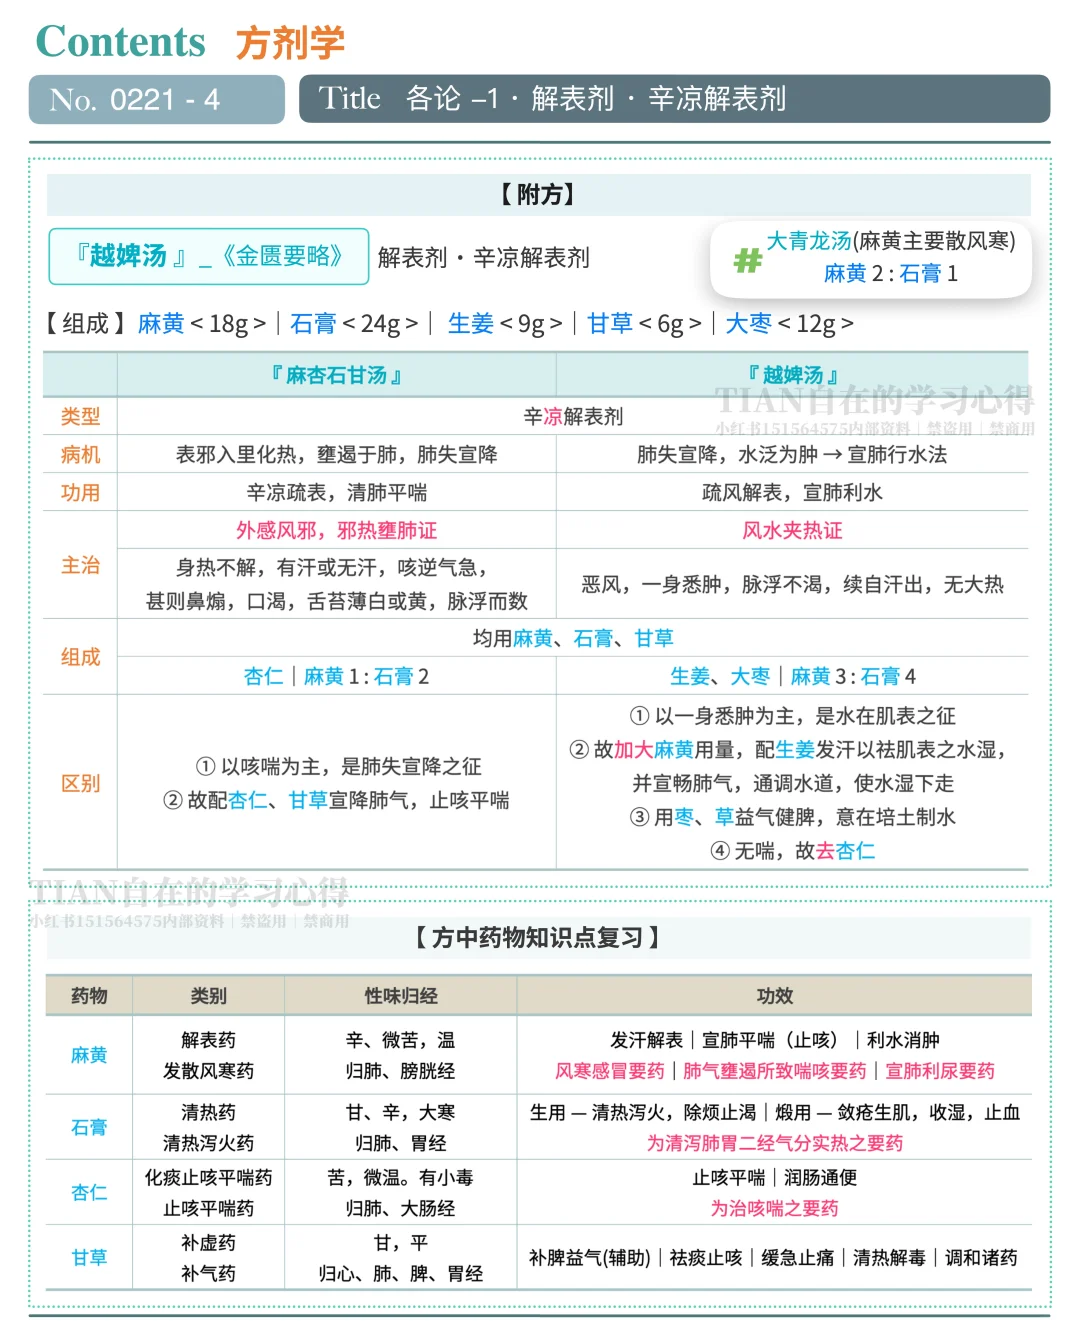 Contents 方剂学
No. 0221 - 4
Title 各论 –1 · 解表剂 · 辛凉解表剂
【 附方】
『越婢汤 』_《金匮要略》 解表剂 · 辛凉解表剂
# 大青龙汤(麻黄主要散风寒)
麻黄 2 : 石膏 1
【 组成 】麻黄 < 18g >｜石膏 < 24g >｜ 生姜 < 9g >｜甘草 < 6g >｜大枣 < 12g >
『 麻杏石甘汤 』 『 越婢汤 』
TIAN自在的学习心得
小红书151564575内部资料｜禁盗用｜禁商用
类型 辛凉解表剂
病机 表邪入里化热，壅遏于肺，肺失宣降 肺失宣降，水泛为肿 → 宣肺行水法
功用 辛凉疏表，清肺平喘 疏风解表，宣肺利水
主治 外感风邪，邪热壅肺证 风水夹热证
身热不解，有汗或无汗，咳逆气急，
甚则鼻煽，口渴，舌苔薄白或黄，脉浮而数
恶风，一身悉肿，脉浮不渴，续自汗出，无大热
组成 均用麻黄、石膏、甘草
杏仁｜麻黄 1 : 石膏 2 生姜、大枣｜麻黄 3 : 石膏 4
区别
① 以咳喘为主，是肺失宣降之征
② 故配杏仁、甘草宣降肺气，止咳平喘
① 以一身悉肿为主，是水在肌表之征
② 故加大麻黄用量，配生姜发汗以祛肌表之水湿，
并宣畅肺气，通调水道，使水湿下走
③ 用枣、草益气健脾，意在培土制水
④ 无喘，故去杏仁
TIAN自在的学习心得
小红书151564575内部资料｜禁盗用｜禁商用
【 方中药物知识点复习 】
药物 类别 性味归经 功效
麻黄
解表药
发散风寒药
辛、微苦，温
归肺、膀胱经
发汗解表｜宣肺平喘（止咳）｜利水消肿
风寒感冒要药｜肺气壅遏所致喘咳要药｜宣肺利尿要药
石膏
清热药
清热泻火药
甘、辛，大寒
归肺、胃经
生用 — 清热泻火，除烦止渴｜煅用 — 敛疮生肌，收湿，止血
为清泻肺胃二经气分实热之要药
杏仁
化痰止咳平喘药
止咳平喘药
苦，微温。有小毒
归肺、大肠经
止咳平喘｜润肠通便
为治咳喘之要药
甘草
补虚药
补气药
甘，平
归心、肺、脾、胃经
补脾益气(辅助)｜祛痰止咳｜缓急止痛｜清热解毒｜调和诸药